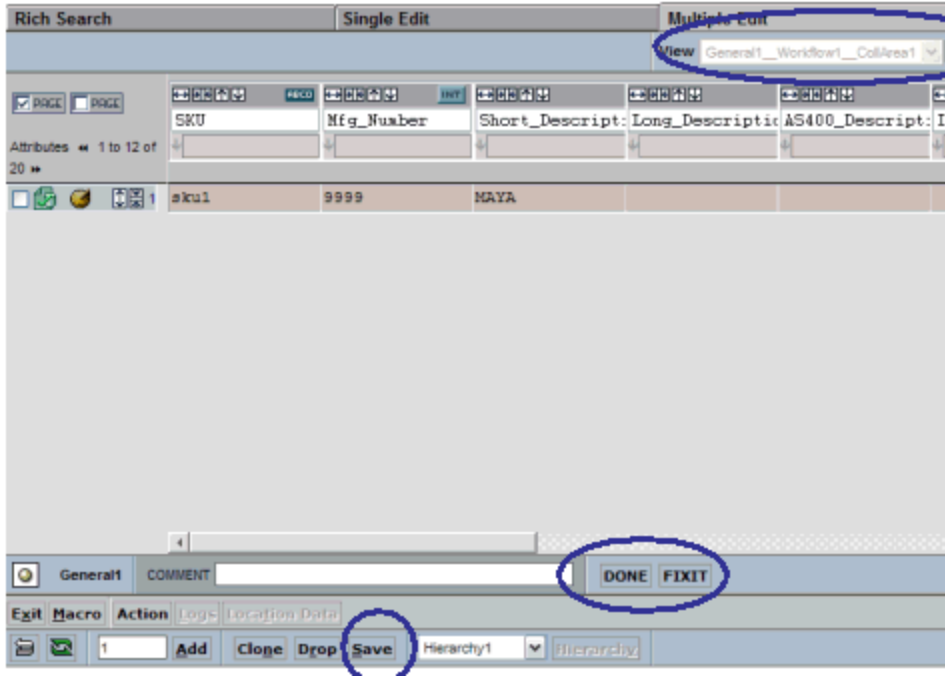 Rich Search Single Edit Multiple Edit
View General1__Workflow1__CollArea1
PAGE PAGE
ABCD INT
SKU Mfg_Number Short_Descript: Long_Descriptic AS400_Descript:
Attributes 1 to 12 of
20
1 sku1 9999 MAYA
General1 COMMENT DONE FIXIT
Exit Macro Action Logs Location Data
1 Add Clone Drop Save Hierarchy1 Hierarchy